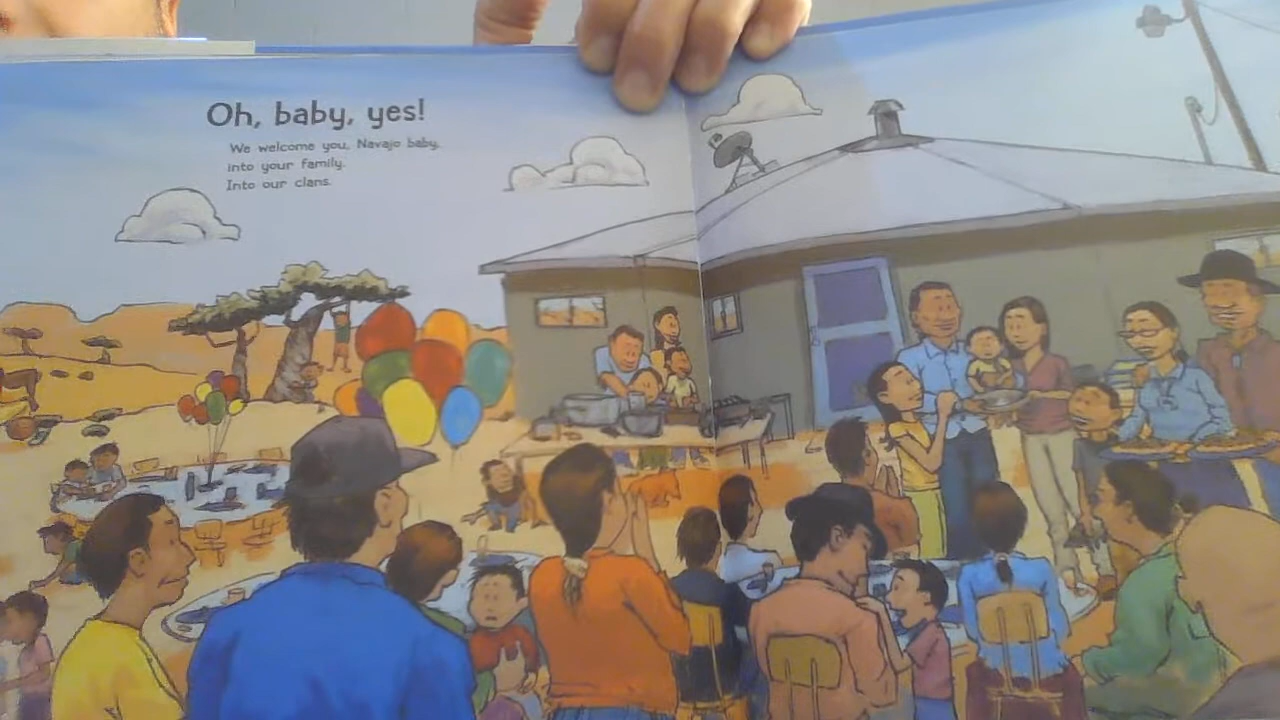 Oh, baby, yes!
We welcome you, Navajo baby,
into your family.
Into our clans.